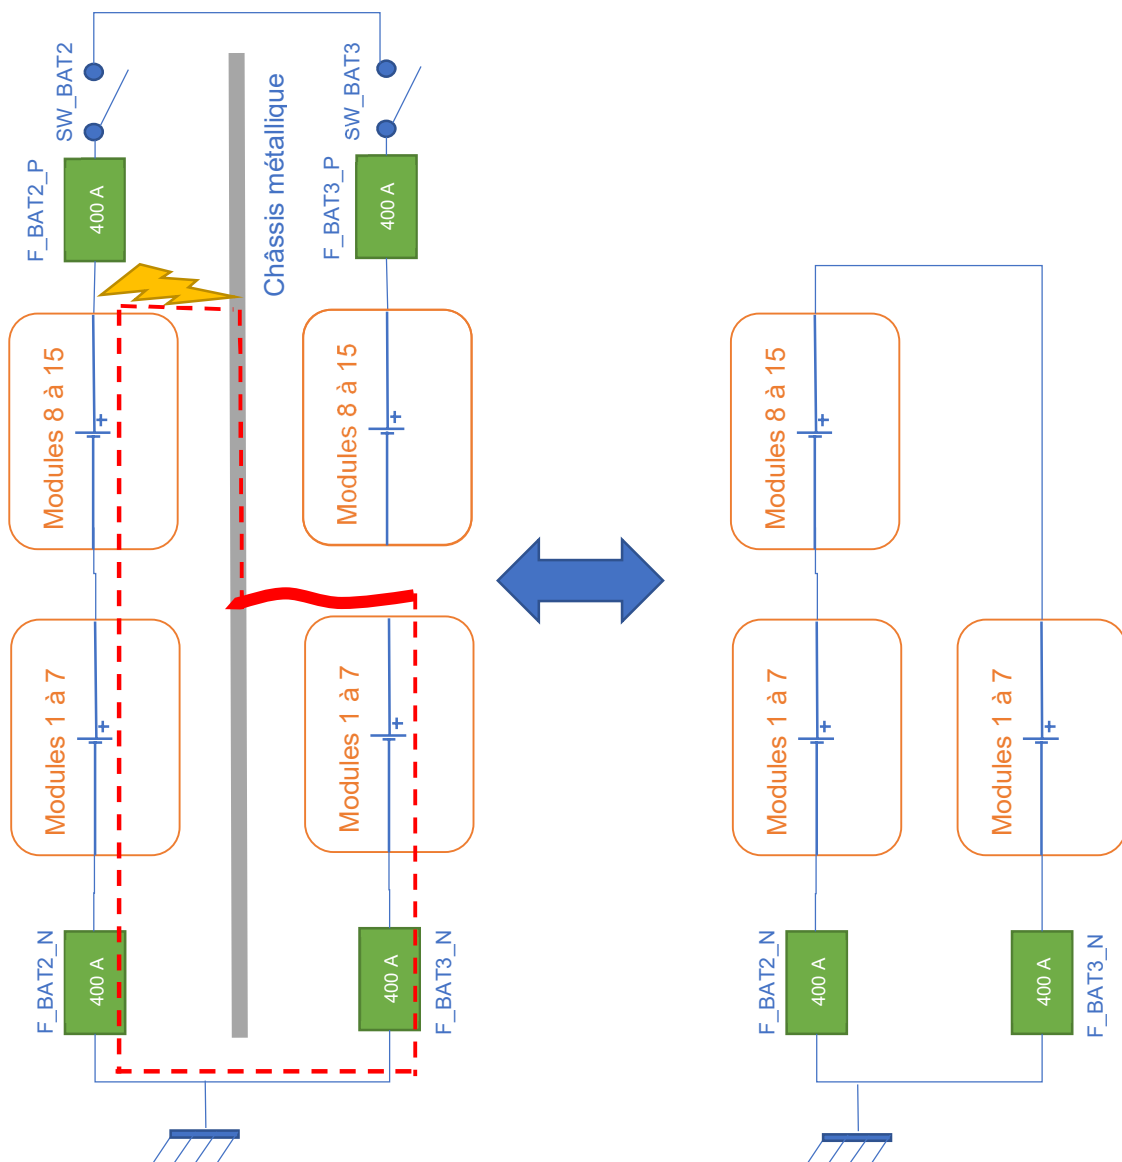 SW_BAT2
SW_BAT3
Châssis métallique
F_BAT2_P
400 A
F_BAT3_P
400 A
Modules 8 à 15
Modules 8 à 15
Modules 8 à 15
Modules 1 à 7
Modules 1 à 7
Modules 1 à 7
Modules 1 à 7
F_BAT2_N
400 A
400 A
F_BAT3_N
F_BAT2_N
400 A
400 A
F_BAT3_N
+
+
+
+
+
+
+